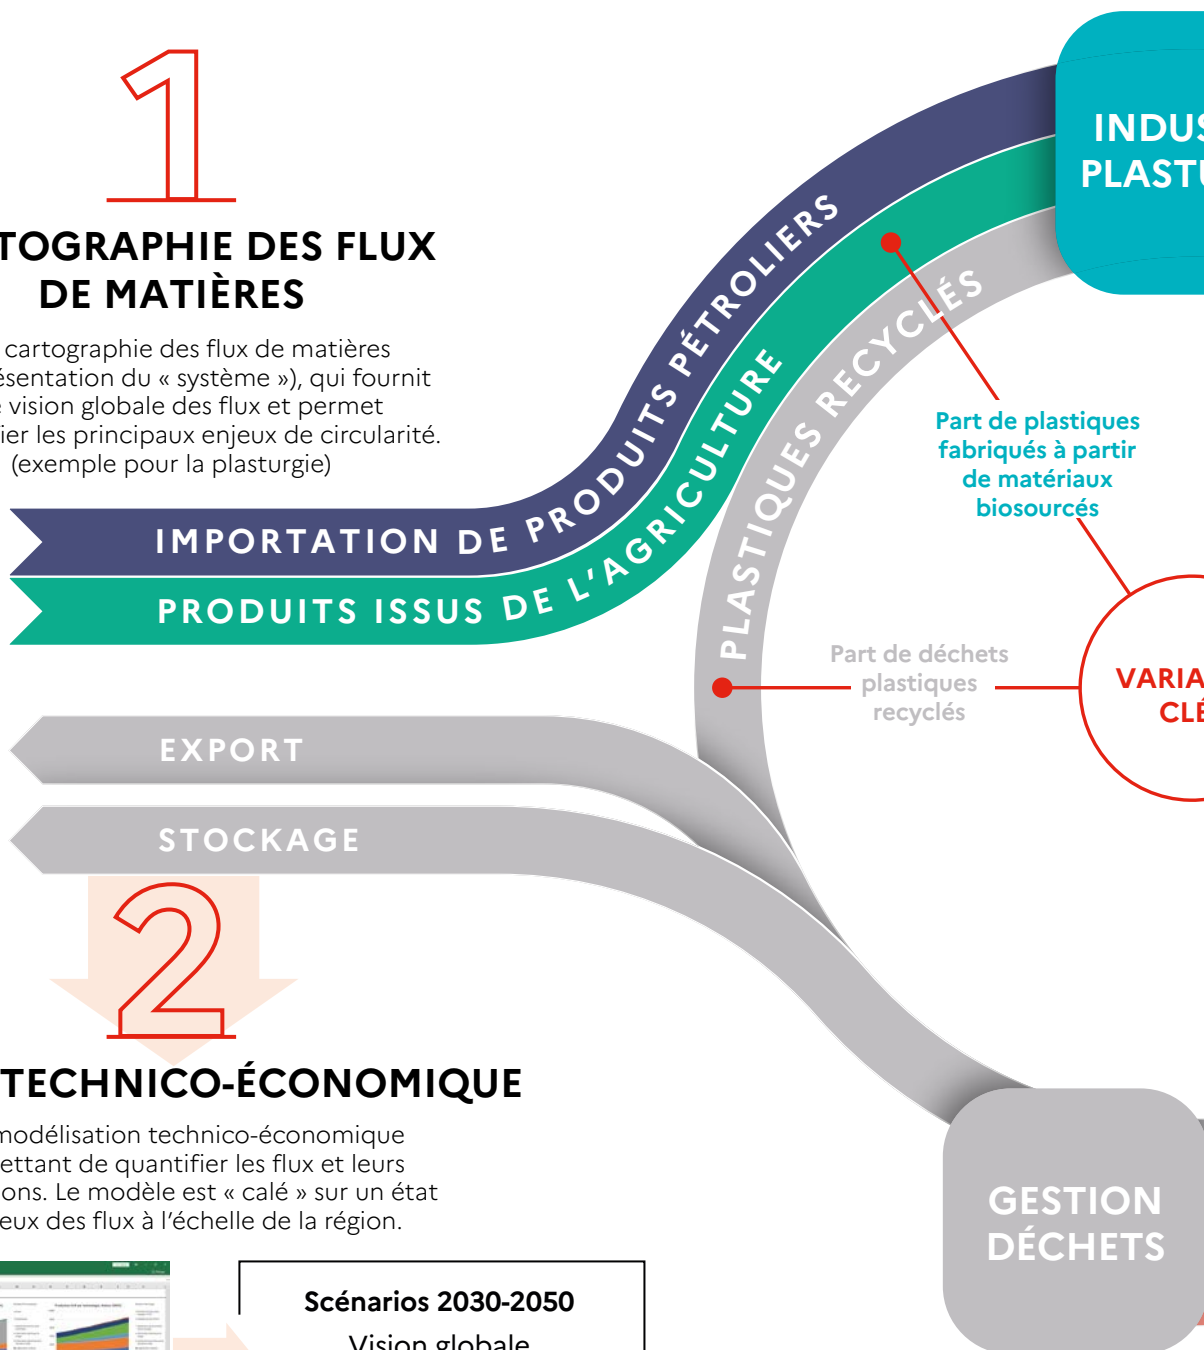 1
TOGRAPHIE DES FLUX
DE MATIÈRES
cartographie des flux de matières
ésentation du « système »), qui fournit
e vision globale des flux et permet
ier les principaux enjeux de circularité.
(exemple pour la plasturgie)
INDUS
PLASTU
IMPORTATION DE PRODUITS PÉTROLIERS
PRODUITS ISSUS DE L'AGRICULTURE
PLASTIQUES RECYCLÉS
Part de plastiques
fabriqués à partir
de matériaux
biosourcés
Part de déchets
plastiques
recyclés
VARIA
CLÉ
EXPORT
STOCKAGE
2
TECHNICO-ÉCONOMIQUE
modélisation technico-économique
ettant de quantifier les flux et leurs
ons. Le modèle est « calé » sur un état
eux des flux à l’échelle de la région.
GESTION
DÉCHETS
Scénarios 2030-2050
Vision globale